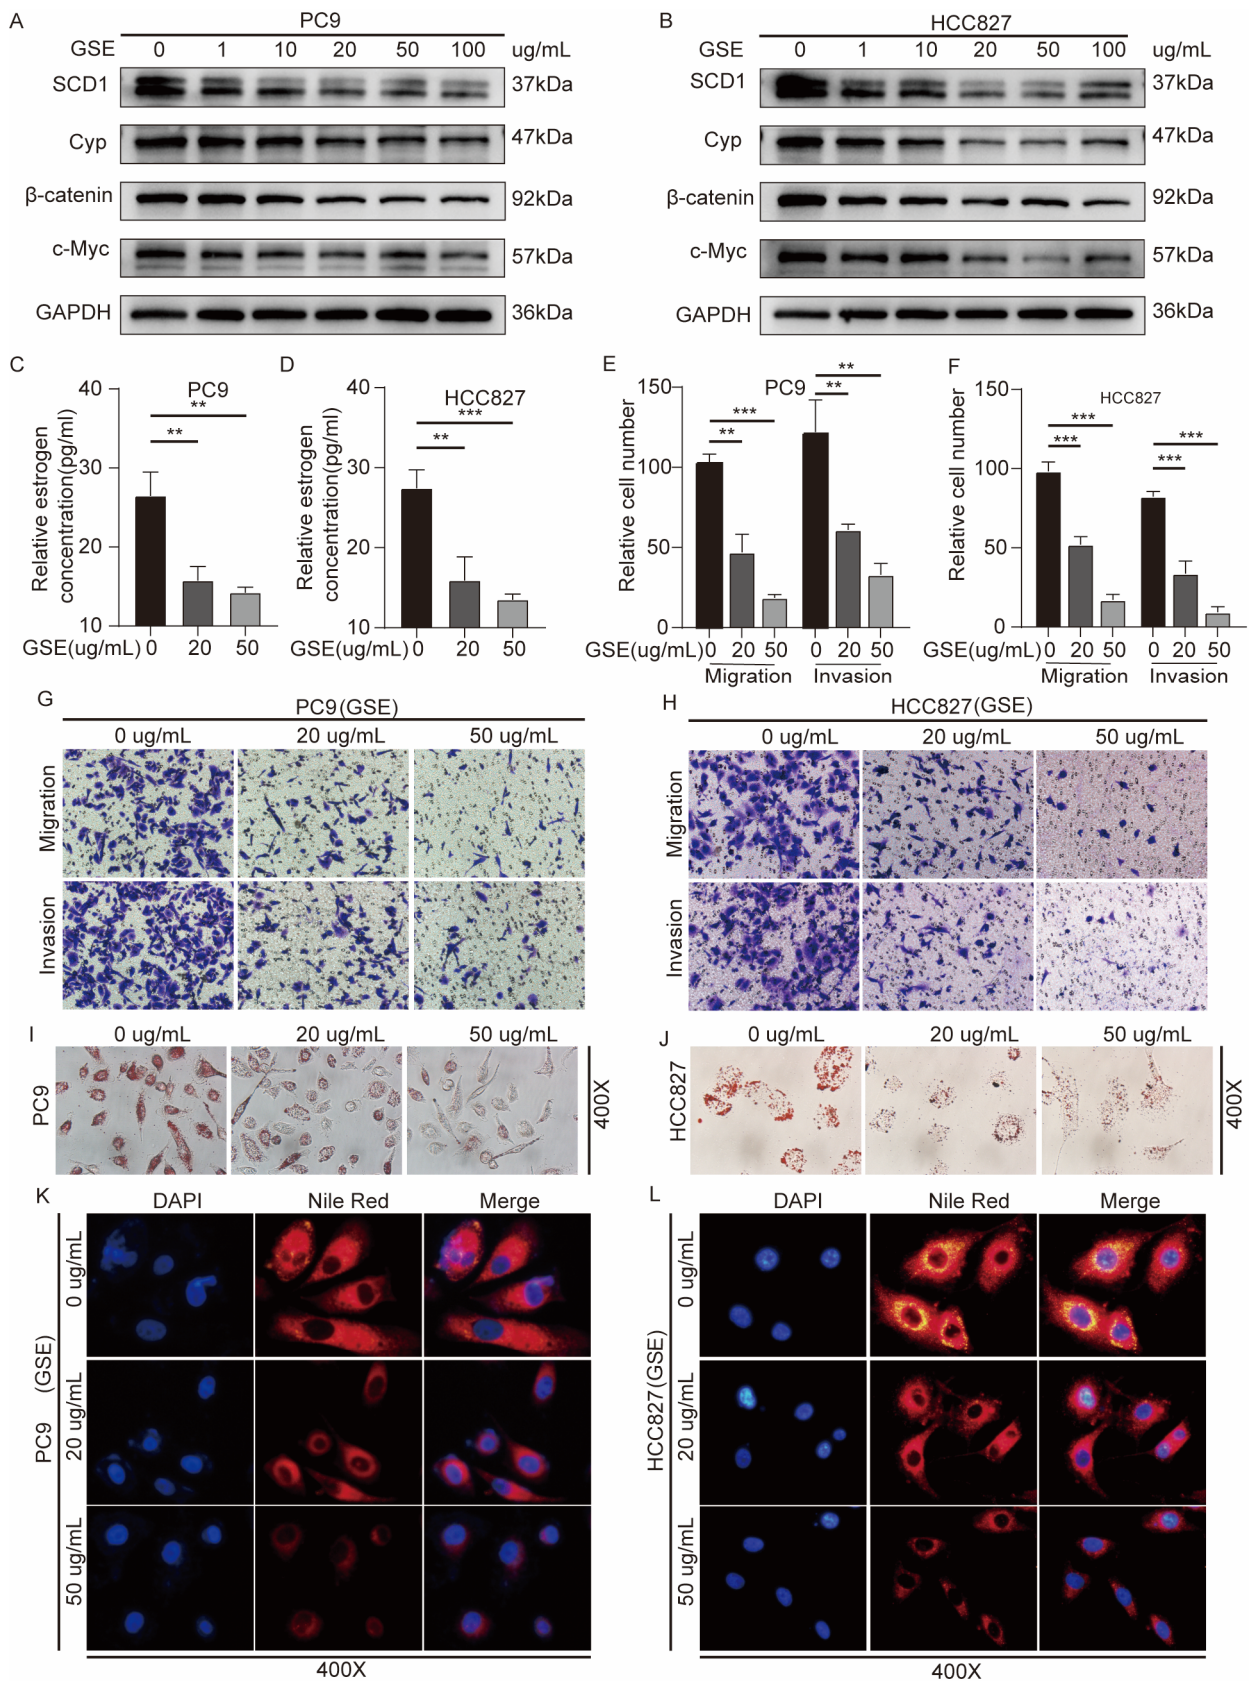 A
PC9
GSE 0 1 10 20 50 100 ug/mL
SCD1 37kDa
Cyp 47kDa
β-catenin 92kDa
c-Myc 57kDa
GAPDH 36kDa
B
HCC827
GSE 0 1 10 20 50 100 ug/mL
SCD1 37kDa
Cyp 47kDa
β-catenin 92kDa
c-Myc 57kDa
GAPDH 36kDa
C
PC9
Relative estrogen
concentration(pg/ml)
40
30
20
10
**
**
GSE(ug/mL) 0 20 50
D
HCC827
Relative estrogen
concentration(pg/ml)
40
30
20
10
***
**
GSE(ug/mL) 0 20 50
E
PC9
Relative cell number
150
100
50
0
***
**
**
**
GSE(ug/mL) 0 20 50 0 20 50
Migration Invasion
F
HCC827
Relative cell number
150
100
50
0
***
***
***
***
GSE(ug/mL) 0 20 50 0 20 50
Migration Invasion
G
PC9(GSE)
0 ug/mL 20 ug/mL 50 ug/mL
Migration
Invasion
H
HCC827(GSE)
0 ug/mL 20 ug/mL 50 ug/mL
Migration
Invasion
I
0 ug/mL 20 ug/mL 50 ug/mL
PC9
400X
J
0 ug/mL 20 ug/mL 50 ug/mL
HCC827
400X
K
DAPI Nile Red Merge
PC9 (GSE)
0 ug/mL
20 ug/mL
50 ug/mL
400X
L
DAPI Nile Red Merge
HCC827(GSE)
0 ug/mL
20 ug/mL
50 ug/mL
400X